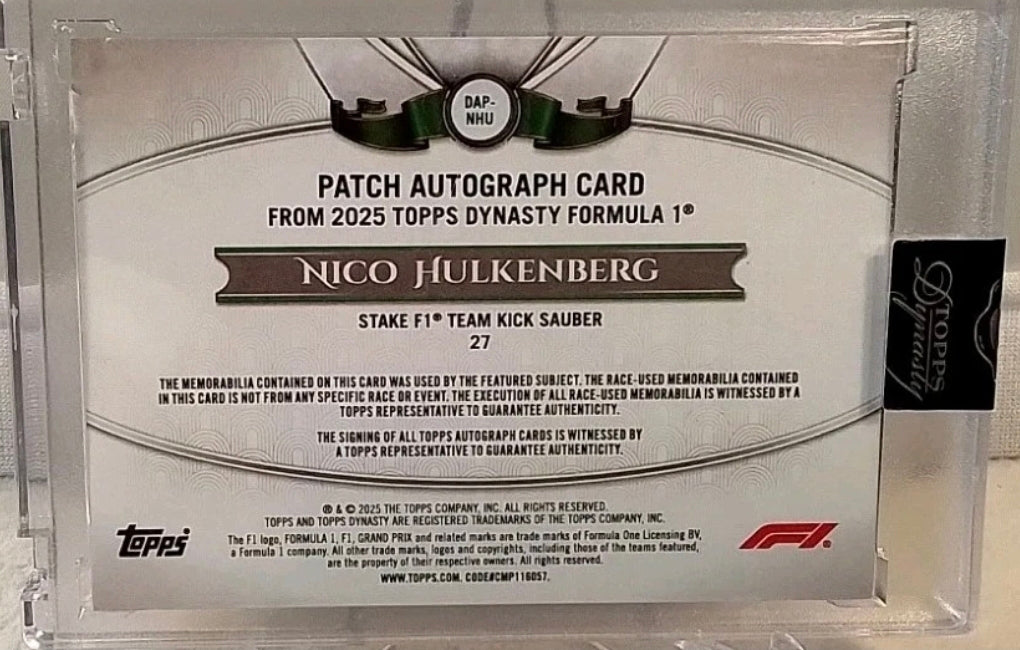 DAP-
NHU
PATCH AUTOGRAPH CARD
FROM 2025 TOPPS DYNASTY FORMULA 1®
NICO HULKENBERG
STAKE F1® TEAM KICK SAUBER
27
THE MEMORABILIA CONTAINED ON THIS CARD WAS USED BY THE FEATURED SUBJECT. THE RACE-USED MEMORABILIA CONTAINED
IN THIS CARD IS NOT FROM ANY SPECIFIC RACE OR EVENT. THE EXECUTION OF ALL RACE-USED MEMORABILIA IS WITNESSED BY A
TOPPS REPRESENTATIVE TO GUARANTEE AUTHENTICITY.
THE SIGNING OF ALL TOPPS AUTOGRAPH CARDS IS WITNESSED BY
A TOPPS REPRESENTATIVE TO GUARANTEE AUTHENTICITY.
® & © 2025 THE TOPPS COMPANY, INC. ALL RIGHTS RESERVED.
TOPPS AND TOPPS DYNASTY ARE REGISTERED TRADEMARKS OF THE TOPPS COMPANY, INC.
The F1 logo, FORMULA 1, F1, GRAND PRIX and related marks are trade marks of Formula One Licensing BV,
a Formula 1 company. All other trade marks, logos and copyrights, including those of the teams featured,
are the property of their respective owners. All rights reserved.
WWW.TOPPS.COM. CODE#CMP116057.
topps
F1®
TOPPS
Dynasty